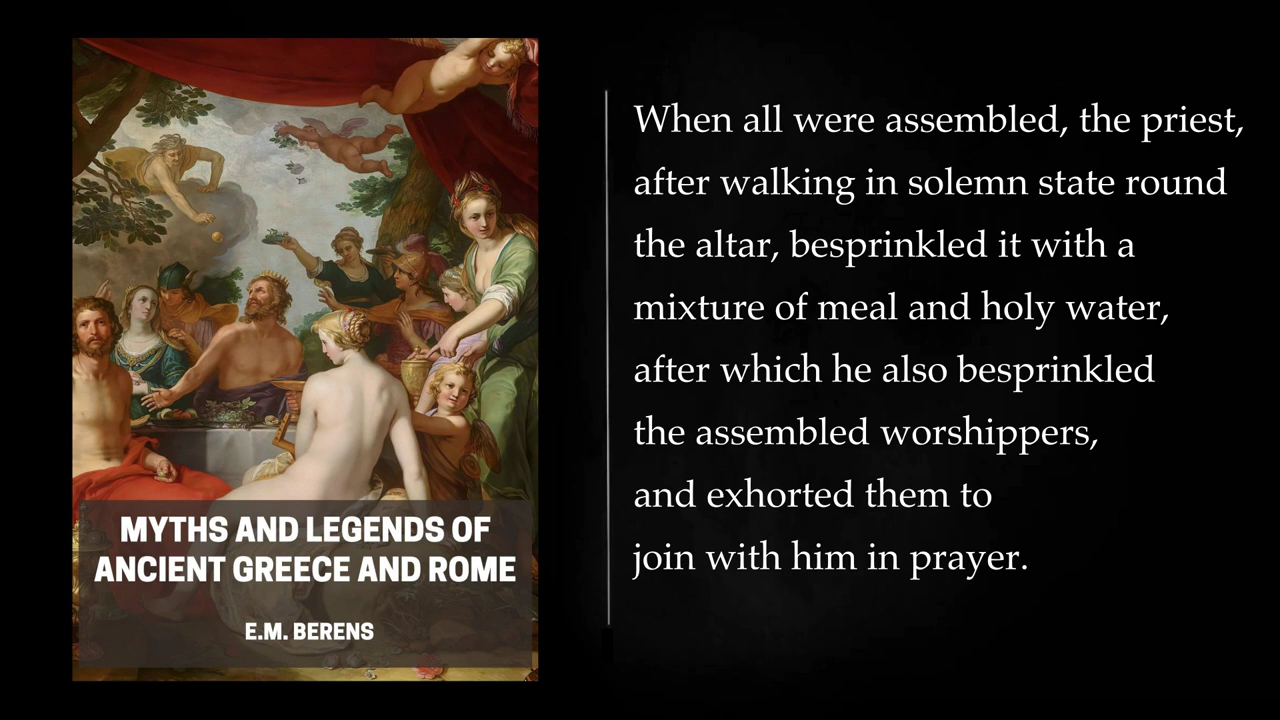 MYTHS AND LEGENDS OF
ANCIENT GREECE AND ROME
E.M. BERENS
When all were assembled, the priest,
after walking in solemn state round
the altar, besprinkled it with a
mixture of meal and holy water,
after which he also besprinkled
the assembled worshippers,
and exhorted them to
join with him in prayer.